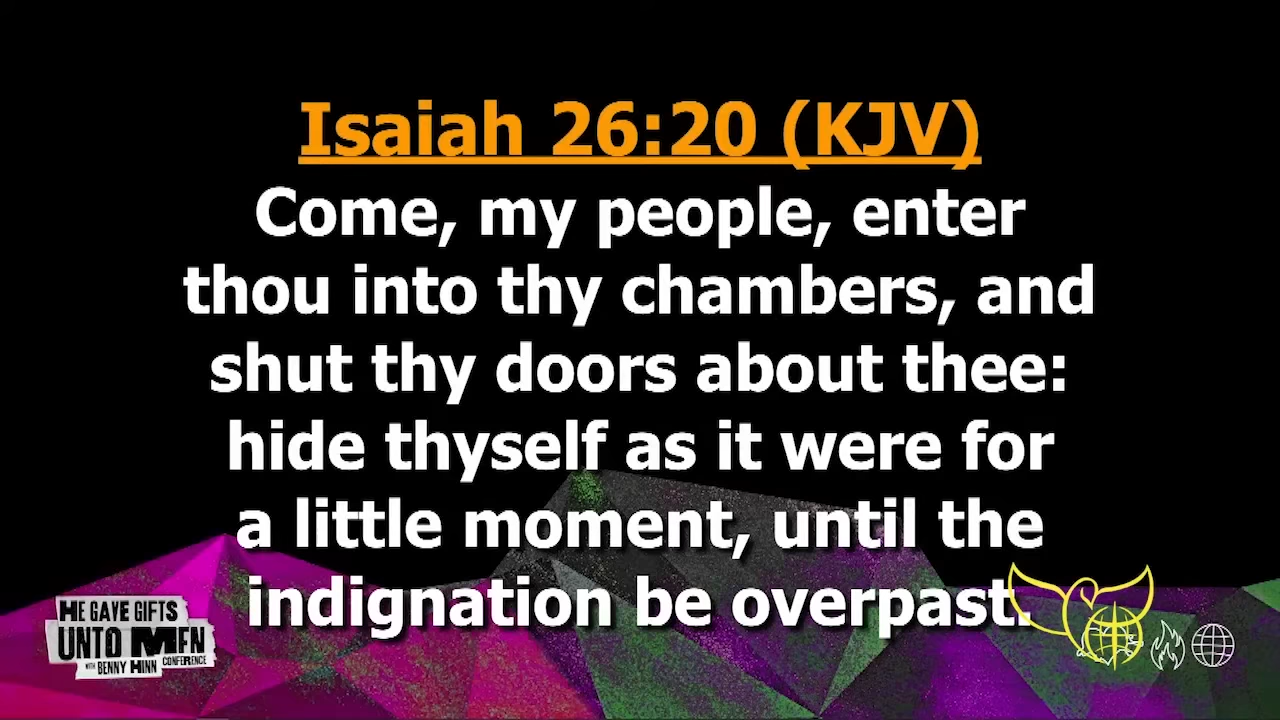 Isaiah 26:20 (KJV)
Come, my people, enter
thou into thy chambers, and
shut thy doors about thee:
hide thyself as it were for
a little moment, until the
indignation be overpast.
HE GAVE GIFTS
UNTO MEN
WITH BENNY HINN CONFERENCE